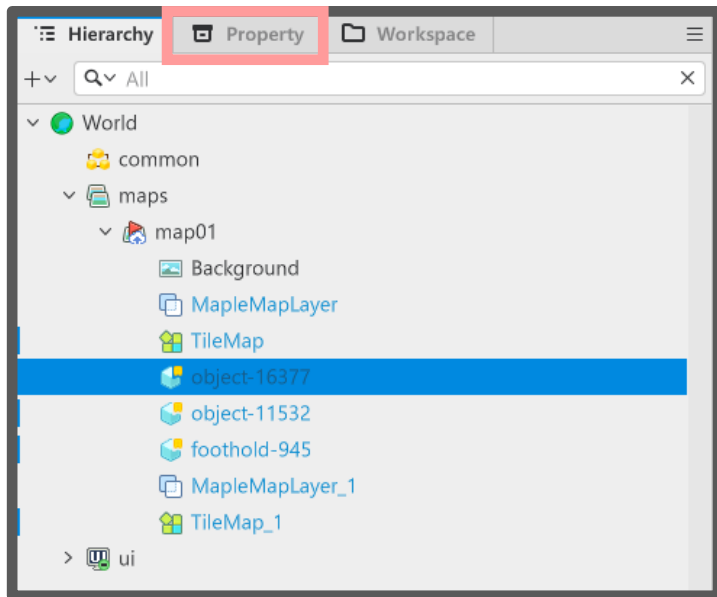 Hierarchy Property Workspace
All
World
common
maps
map01
Background
MapleMapLayer
TileMap
object-16377
object-11532
foothold-945
MapleMapLayer_1
TileMap_1
ui